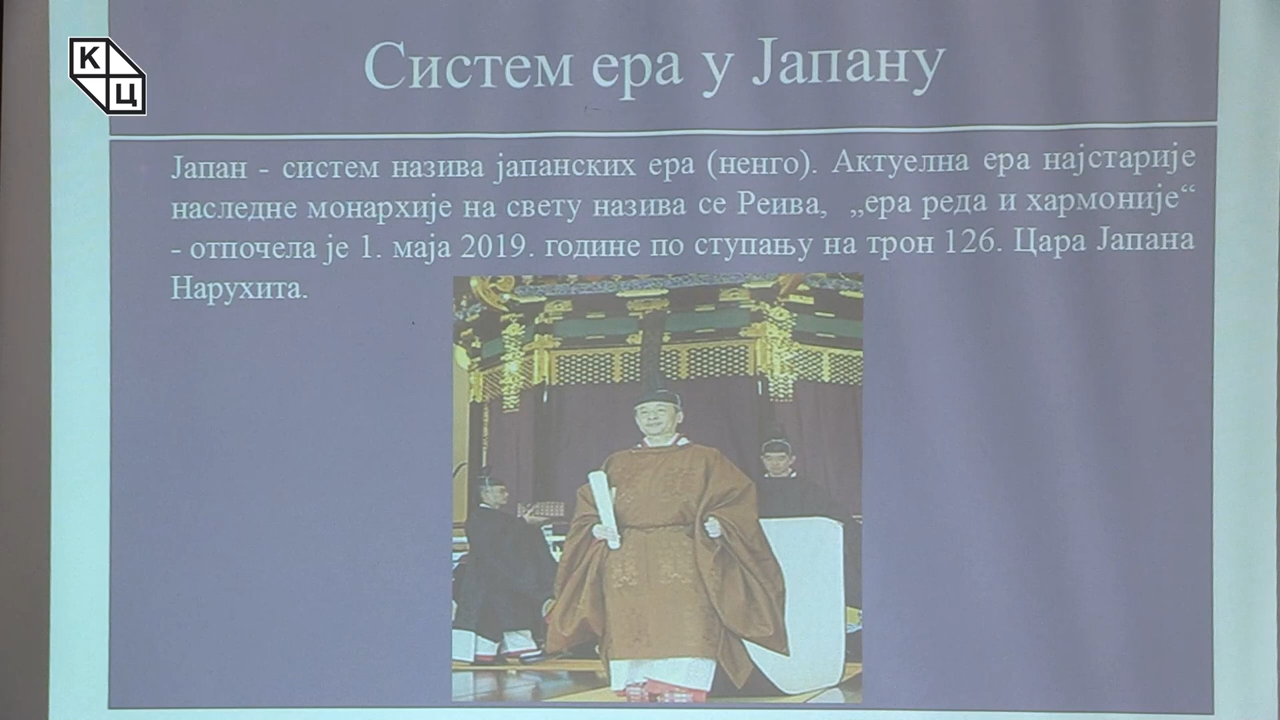 К
Ц
Систем ера у Јапану
Јапан - систем назива јапанских ера (ненго). Актуелна ера најстарије
наследне монархије на свету назива се Реива, „ера реда и хармоније“
- отпочела је 1. маја 2019. године по ступању на трон 126. Цара Јапана
Нарухита.